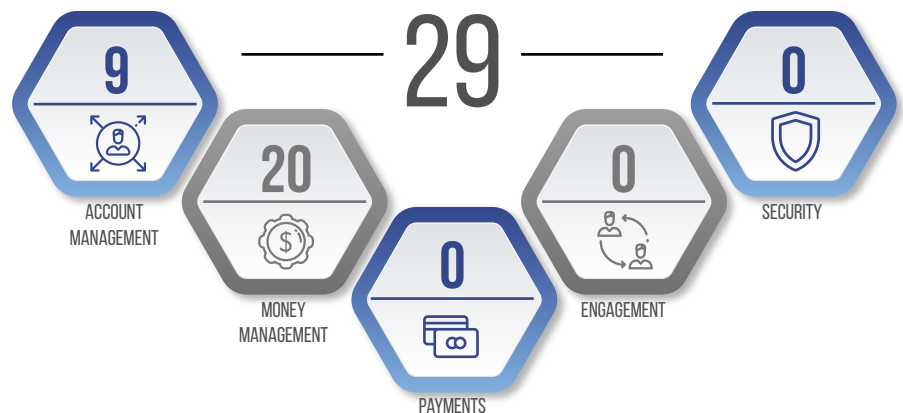 29
9
ACCOUNT
MANAGEMENT
20
$
MONEY
MANAGEMENT
0
PAYMENTS
0
ENGAGEMENT
0
SECURITY